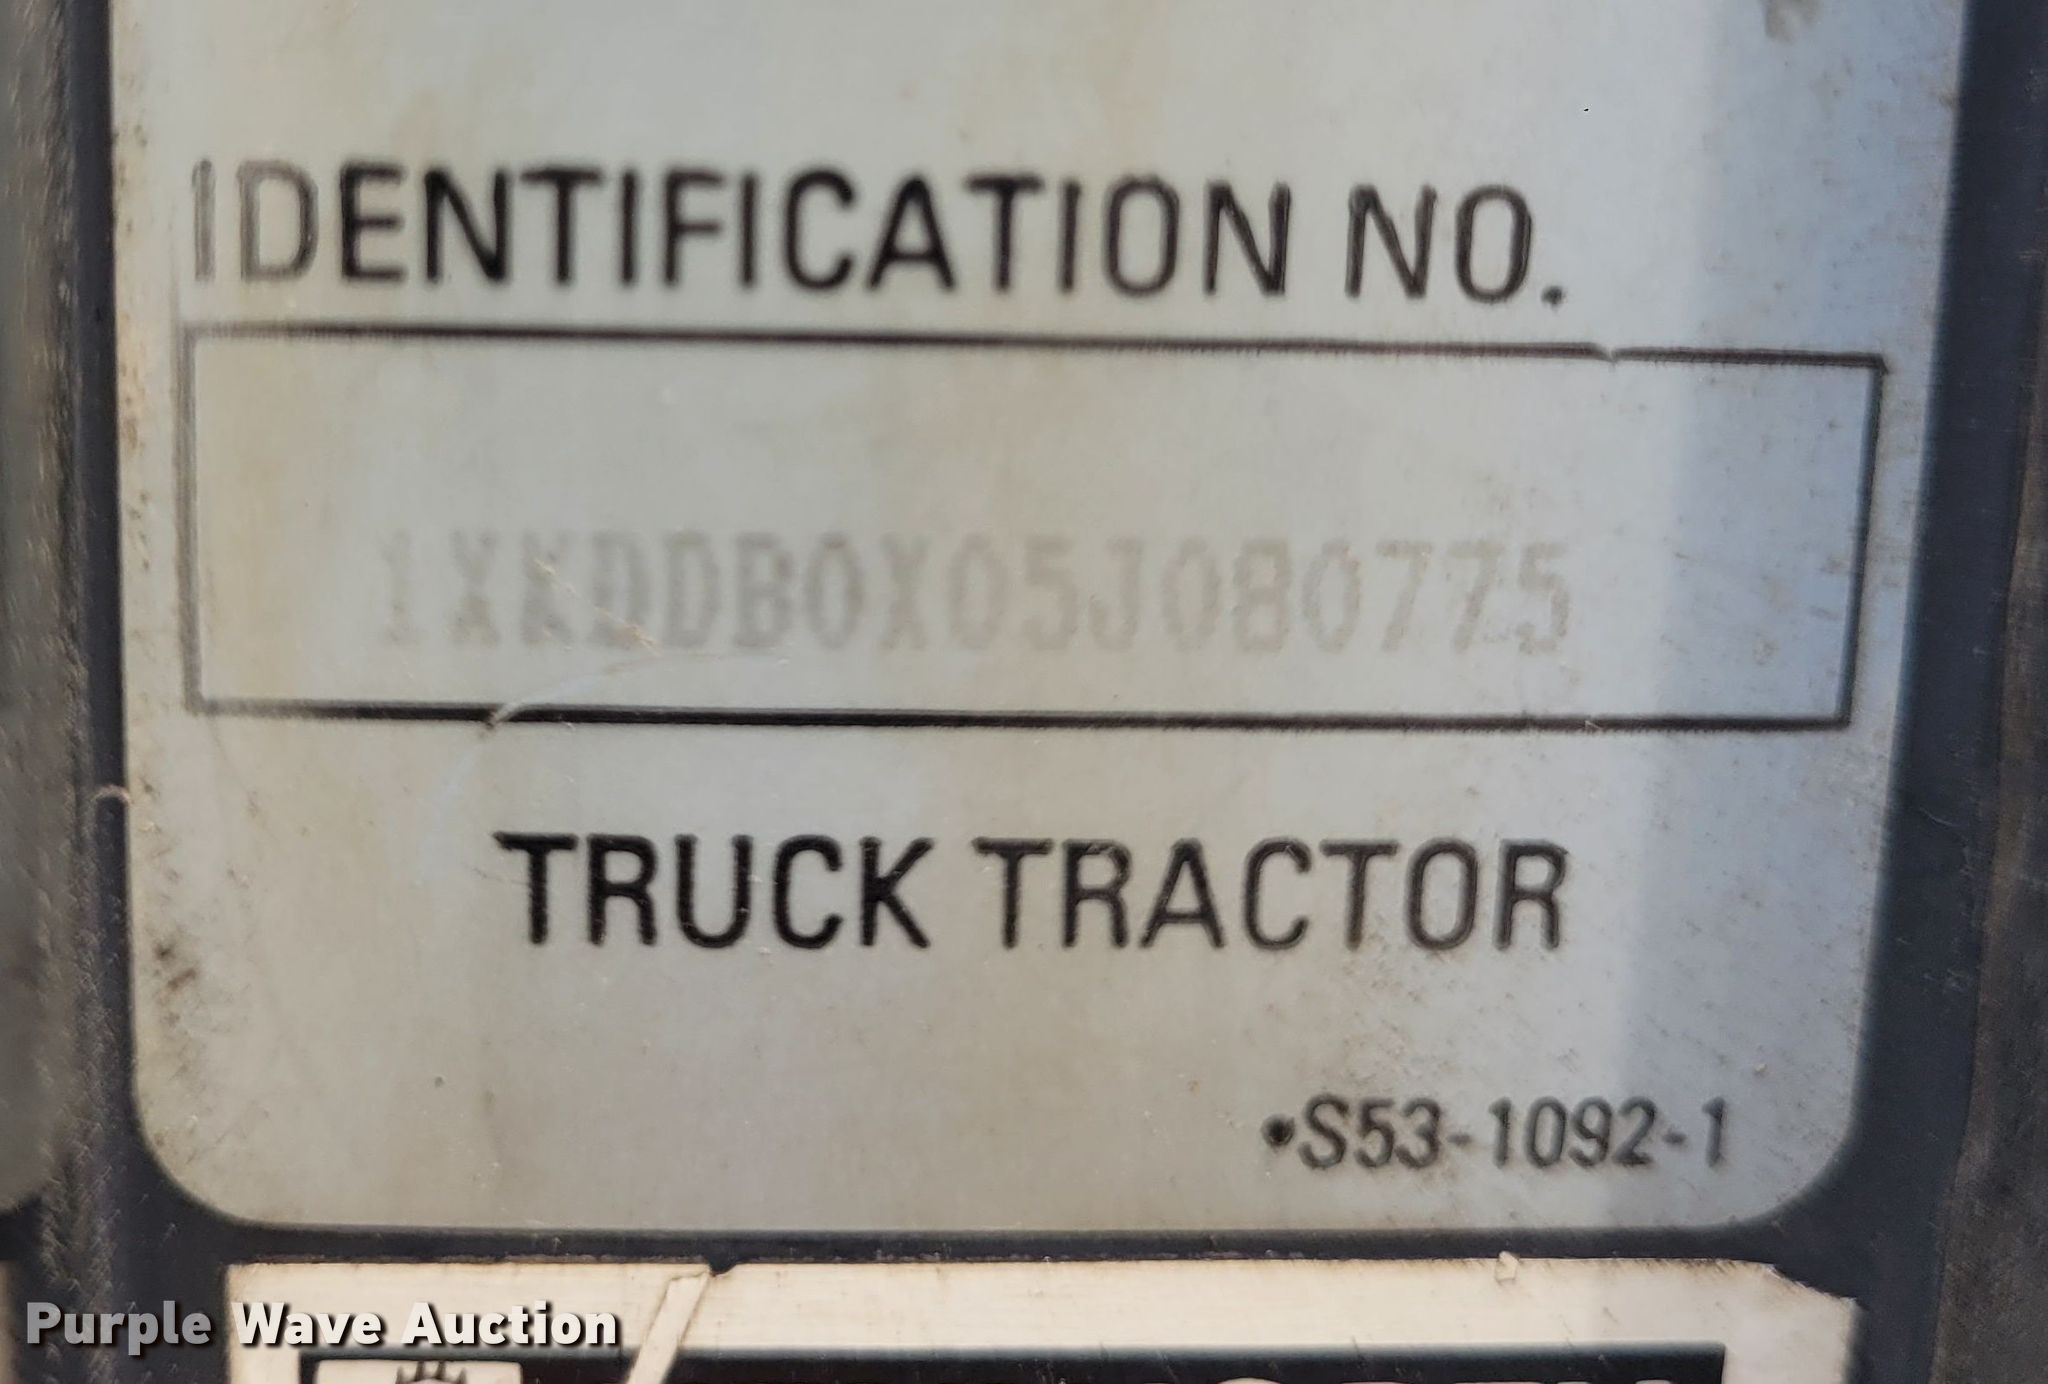 IDENTIFICATION NO.
1XKDDB0X05J080775
TRUCK TRACTOR
•S53-1092-1
Purple Wave Auction